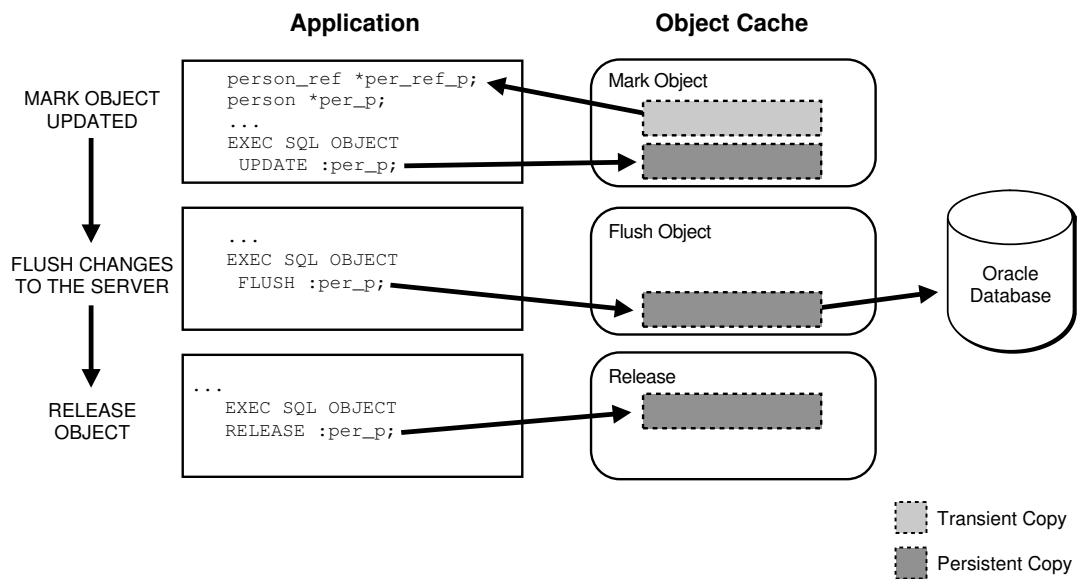 Application
Object Cache
MARK OBJECT
UPDATED
person_ref *per_ref_p;
person *per_p;
...
EXEC SQL OBJECT
UPDATE :per_p;
Mark Object
FLUSH CHANGES
TO THE SERVER
...
EXEC SQL OBJECT
FLUSH :per_p;
Flush Object
Oracle
Database
RELEASE
OBJECT
...
EXEC SQL OBJECT
RELEASE :per_p;
Release
Transient Copy
Persistent Copy